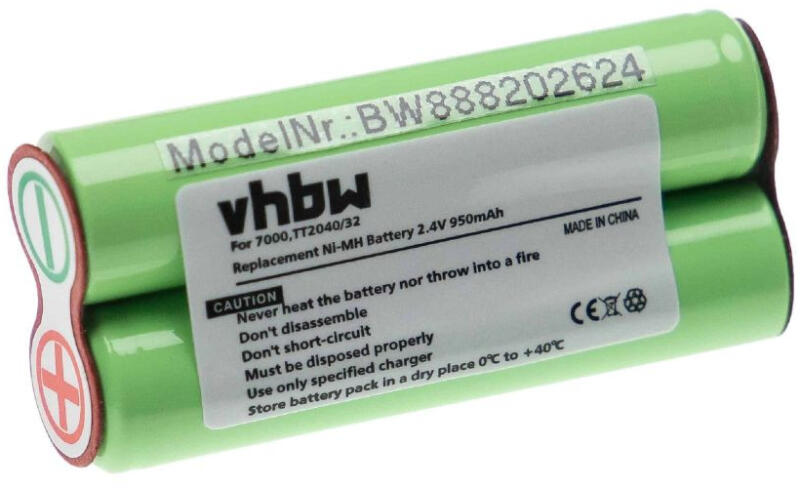 ModelNr.:BW888202624
vhbw
For 7000,TT2040/32
Replacement Ni-MH Battery 2.4V 950mAh
MADE IN CHINA
CAUTION
Never heat the battery nor throw into a fire
Don't disassemble
Don't short-circuit
Must be disposed properly
Use only specified charger
Store battery pack in a dry place 0℃ to +40℃
CE